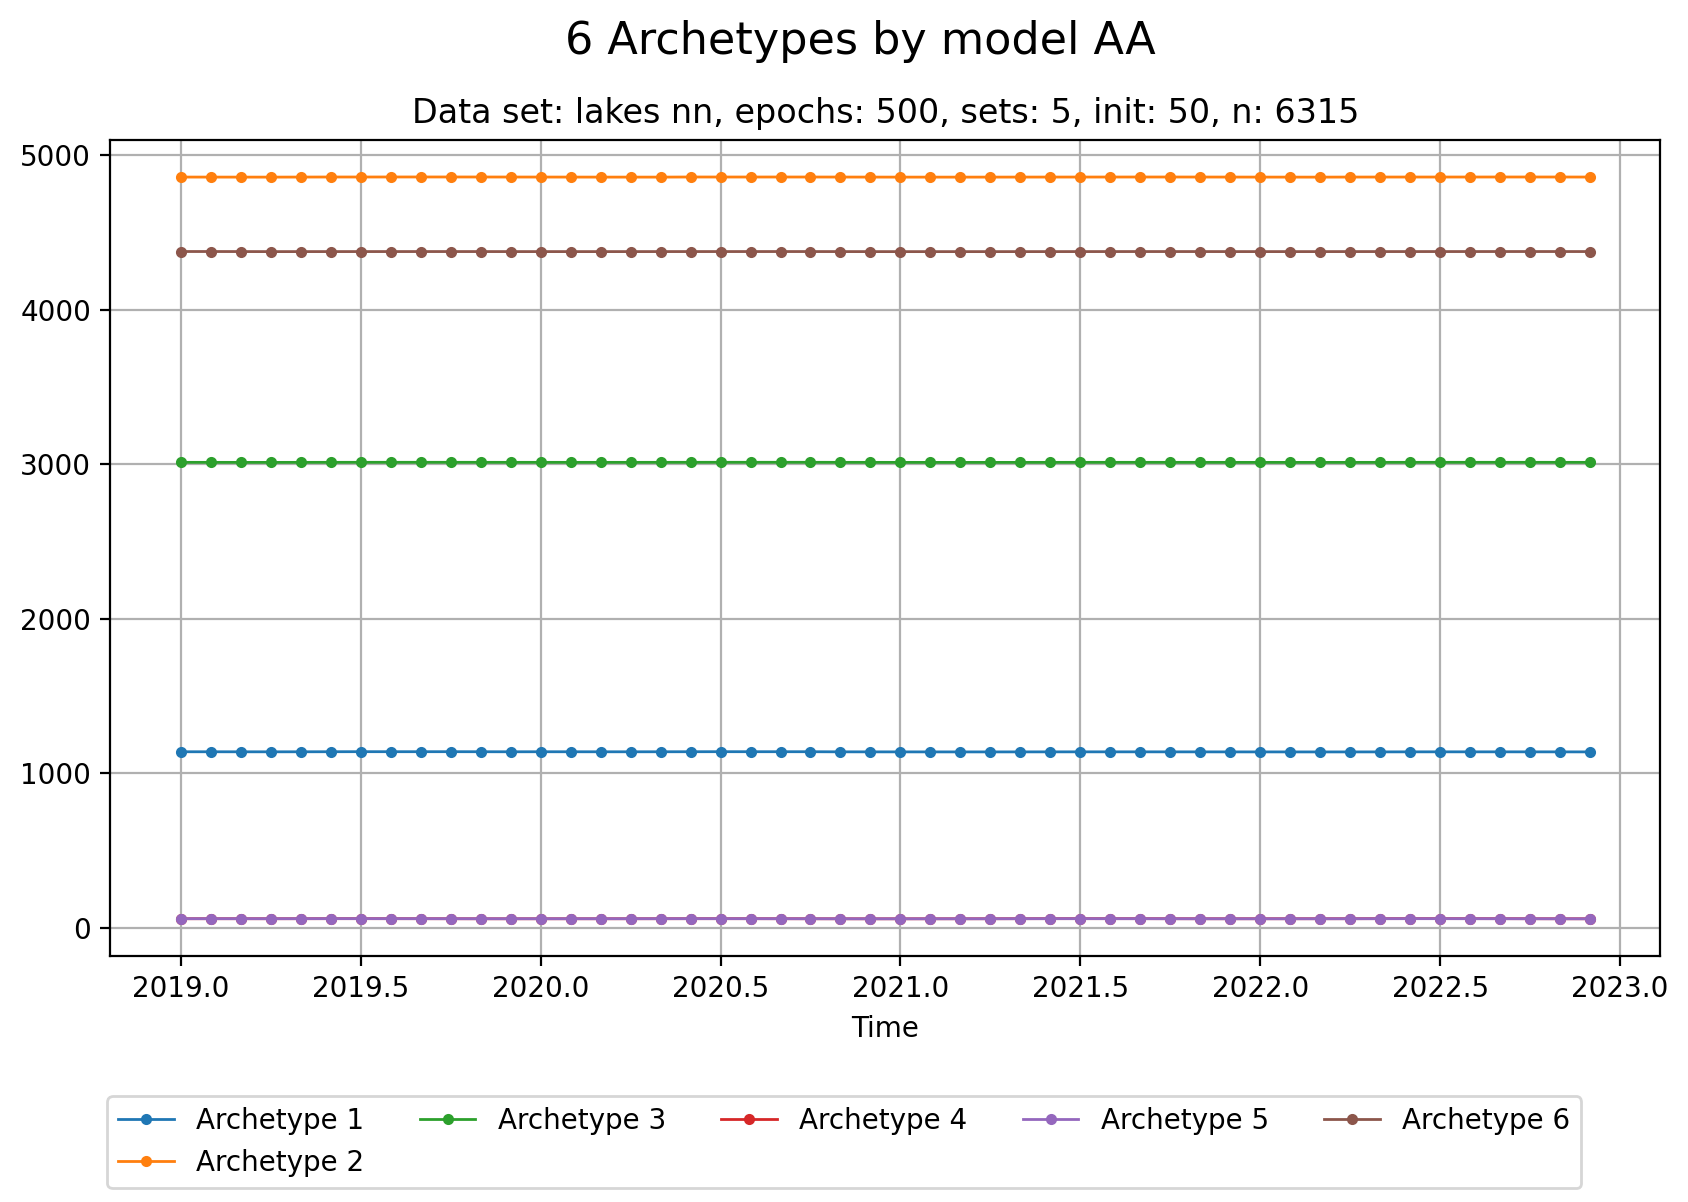 6 Archetypes by model AA
Data set: lakes nn, epochs: 500, sets: 5, init: 50, n: 6315
5000
4000
3000
2000
1000
0
2019.0 2019.5 2020.0 2020.5 2021.0 2021.5 2022.0 2022.5 2023.0
Time
Archetype 1 Archetype 3 Archetype 4 Archetype 5 Archetype 6
Archetype 2